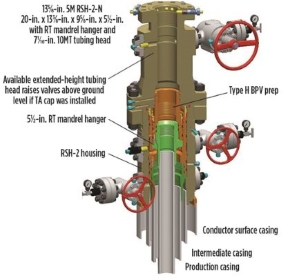 13⅝-in. 5M RSH-2-N
20-in. x 13⅜-in. x 9⅝-in. x 5½-in.
with RT mandrel hanger and
7¹⁄₁₆-in. 10MT tubing head
Available extended-height tubing
head raises valves above ground
level if TA cap was installed
Type H BPV prep
5½-in. RT mandrel hanger
RSH-2 housing
Conductor surface casing
Intermediate casing
Production casing